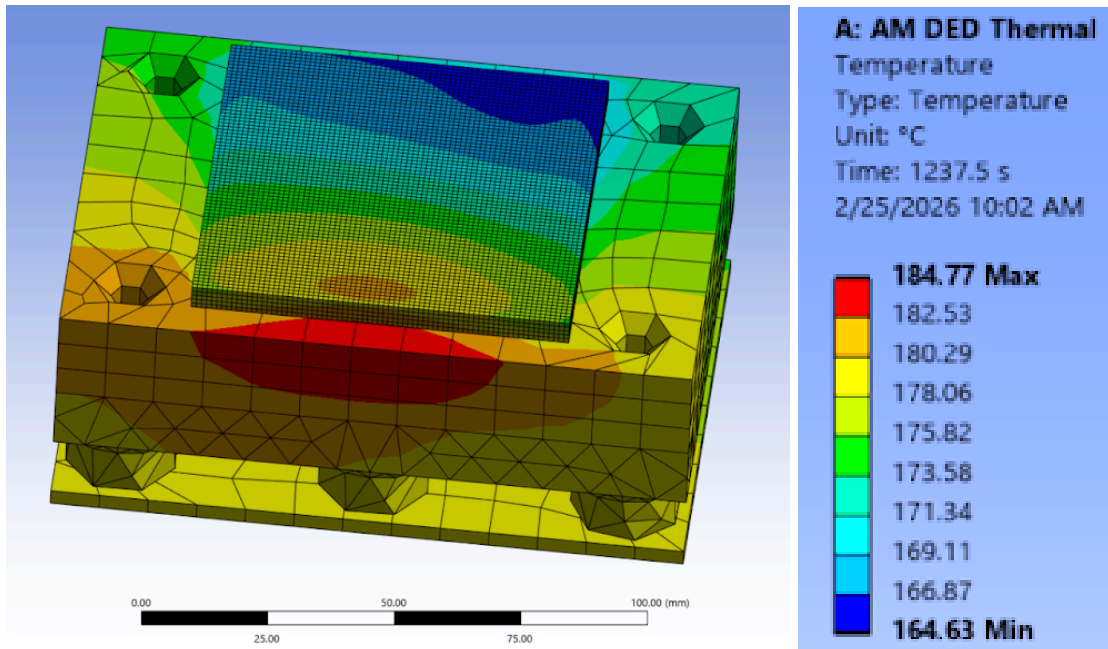 0.00
50.00
100.00 (mm)
25.00
75.00
A: AM DED Thermal
Temperature
Type: Temperature
Unit: °C
Time: 1237.5 s
2/25/2026 10:02 AM
184.77 Max
182.53
180.29
178.06
175.82
173.58
171.34
169.11
166.87
164.63 Min